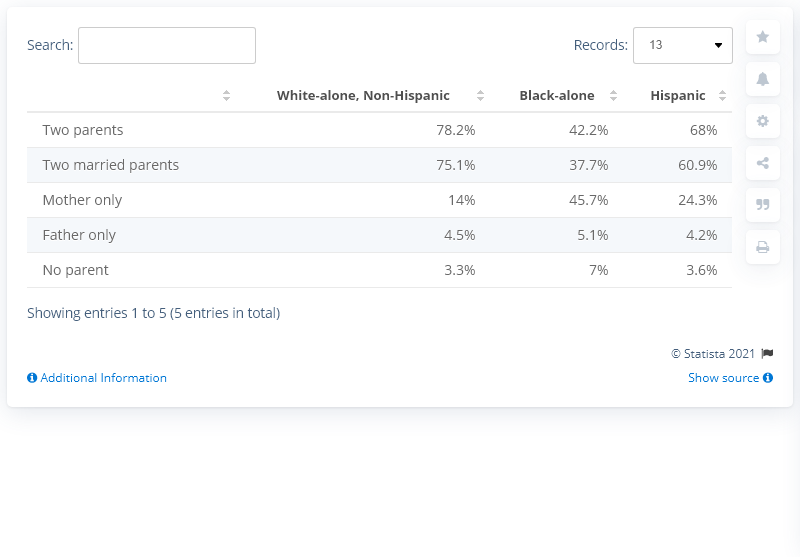 Search:
Records: 13
White-alone, Non-Hispanic Black-alone Hispanic
Two parents 78.2% 42.2% 68%
Two married parents 75.1% 37.7% 60.9%
Mother only 14% 45.7% 24.3%
Father only 4.5% 5.1% 4.2%
No parent 3.3% 7% 3.6%
Showing entries 1 to 5 (5 entries in total)
© Statista 2021
Additional Information Show source